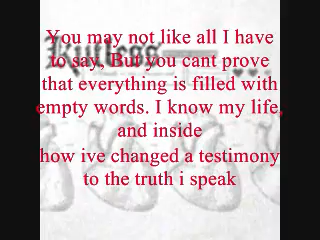 You may not like all I have
to say, But you cant prove
that everything is filled with
empty words. I know my life,
and inside
how ive changed a testimony
to the truth i speak
Kutless